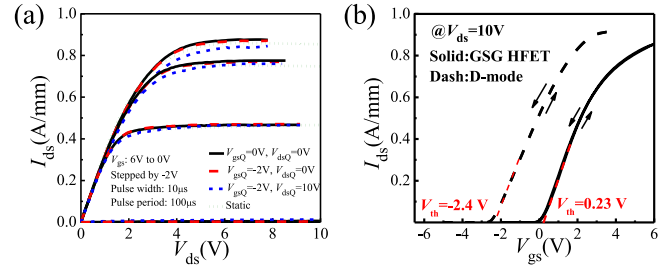 (a)
I_ds(A/mm)
1.0
0.8
0.6
0.4
0.2
0.0
V_gs: 6V to 0V
Stepped by -2V
Pulse width: 10μs
Pulse period: 100μs
V_gsQ=0V, V_dsQ=0V
V_gsQ=-2V, V_dsQ=0V
V_gsQ=-2V, V_dsQ=10V
Static
0 2 4 6 8 10
V_ds(V)
(b)
I_ds(A/mm)
1.0
0.8
0.6
0.4
0.2
0.0
@V_ds=10V
Solid:GSG HFET
Dash:D-mode
V_th=-2.4V
V_th=0.23V
-6 -4 -2 0 2 4 6
V_gs(V)